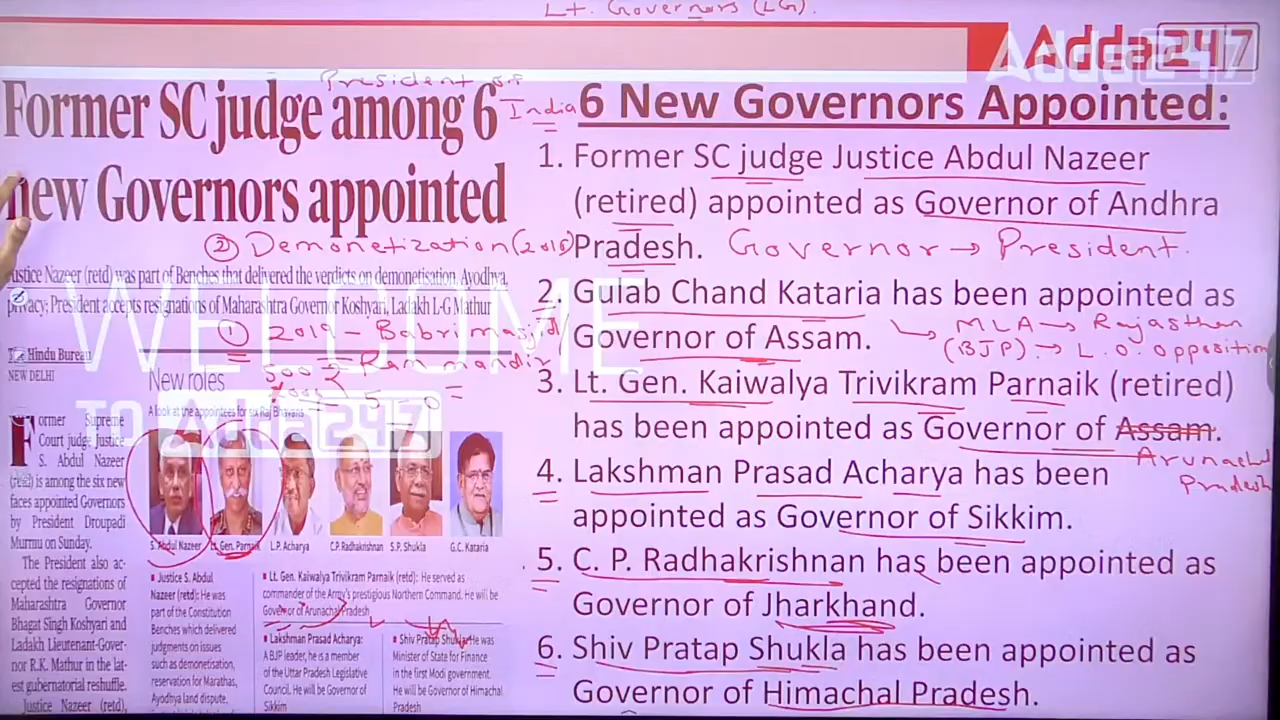 Lt. Governors (LG).
Adda247
Adda247
President of
India
Former SC judge among 6
new Governors appointed
② Demonetization (2016)
Justice Nazeer (retd) was part of Benches that delivered the verdicts on demonetisation, Ayodhya,
privacy; President accepts resignations of Maharashtra Governor Koshyari, Ladakh L-G Mathur
WELCOME
TO Adda247
① 2019 - Babri masjid/
Ram mandir
5 - 0
The Hindu Bureau
NEW DELHI
Former Supreme
Court judge Justice
S. Abdul Nazeer
(retd) is among the six new
faces appointed Governors
by President Droupadi
Murmu on Sunday.
The President also ac-
cepted the resignations of
Maharashtra Governor
Bhagat Singh Koshyari and
Ladakh Lieutenant-Gover-
nor R.K. Mathur in the lat-
est gubernatorial reshuffle.
Justice Nazeer (retd),
New roles
A look at the appointees for six Raj Bhavans
S. Abdul Nazeer
Lt. Gen. Parnaik
L.P. Acharya
C.P. Radhakrishnan
S.P. Shukla
G.C. Kataria
▪ Justice S. Abdul
Nazeer (retd): He was
part of the Constitution
Benches which delivered
judgments on issues
such as demonetisation,
reservation for Marathas,
Ayodhya land dispute,
▪ Lt. Gen. Kaiwalya Trivikram Parnaik (retd): He served as
commander of the Army's prestigious Northern Command. He will be
Governor of Arunachal Pradesh
▪ Lakshman Prasad Acharya:
A BJP leader, he is a member
of the Uttar Pradesh Legislative
Council. He will be Governor of
Sikkim
▪ Shiv Pratap Shukla: He was
Minister of State for Finance
in the first Modi government.
He will be Governor of Himachal
Pradesh
6 New Governors Appointed:
1. Former SC judge Justice Abdul Nazeer
(retired) appointed as Governor of Andhra
Pradesh. Governor → President.
2. Gulab Chand Kataria has been appointed as
Governor of Assam.
MLA → Rajasthan
(BJP) → L.O. Opposition
3. Lt. Gen. Kaiwalya Trivikram Parnaik (retired)
has been appointed as Governor of Assam.
Arunachal
Pradesh
4. Lakshman Prasad Acharya has been
appointed as Governor of Sikkim.
5. C. P. Radhakrishnan has been appointed as
Governor of Jharkhand.
6. Shiv Pratap Shukla has been appointed as
Governor of Himachal Pradesh.